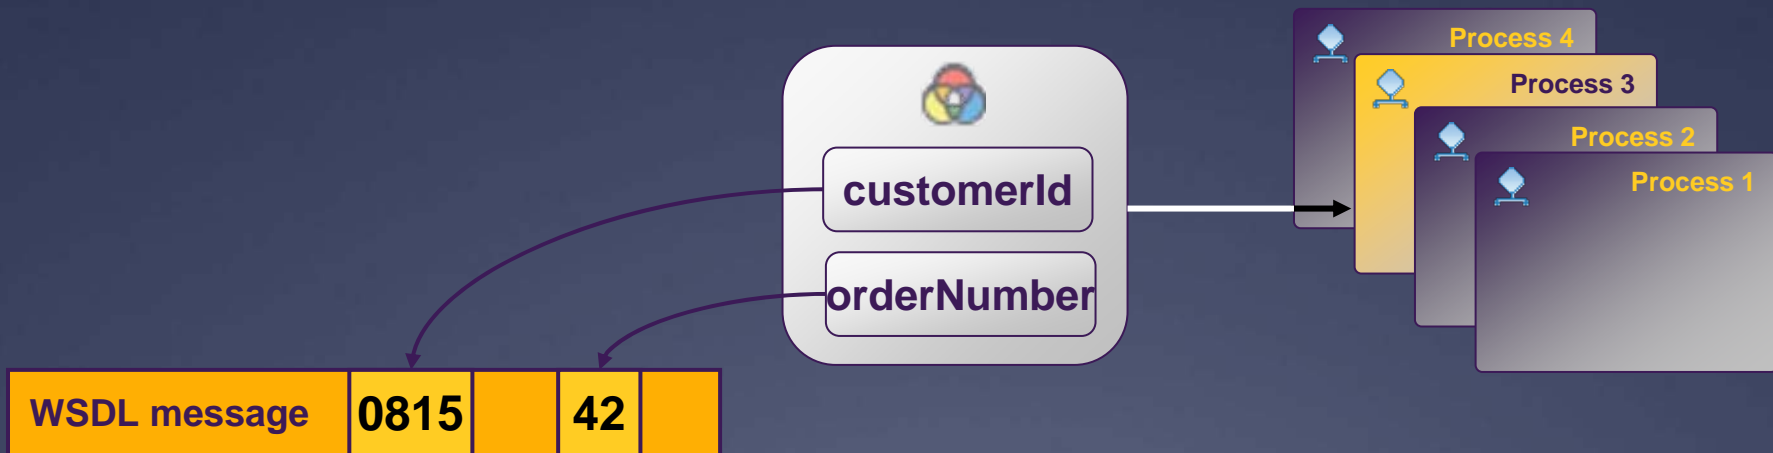 Process 4
Process 3
Process 2
Process 1
customerId
orderNumber
WSDL message 0815 42